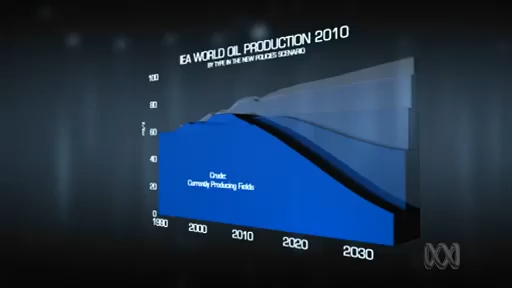 IEA WORLD OIL PRODUCTION 2010
BY TYPE IN THE NEW POLICIES SCENARIO
100
80
60
40
20
0
Crude:
Currently Producing Fields
1990
2000
2010
2020
2030